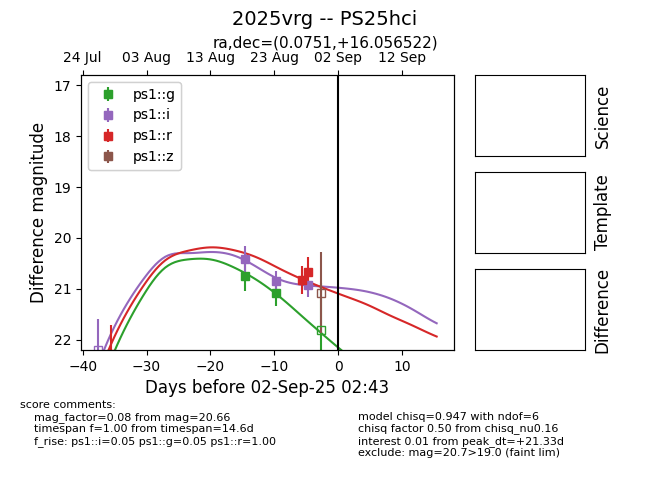 2025vrg -- PS25hci
ra,dec=(0.0751,+16.056522)
24 Jul 03 Aug 13 Aug 23 Aug 02 Sep 12 Sep
ps1::g
ps1::i
ps1::r
ps1::z
17
18
19
20
21
22
Difference magnitude
−40 −30 −20 −10 0 10
Days before 02-Sep-25 02:43
Science
Template
Difference
score comments:
mag_factor=0.08 from mag=20.66
timespan f=1.00 from timespan=14.6d
f_rise: ps1::i=0.05 ps1::g=0.05 ps1::r=1.00
model chisq=0.947 with ndof=6
chisq factor 0.50 from chisq_nu0.16
interest 0.01 from peak_dt=+21.33d
exclude: mag=20.7>19.0 (faint lim)